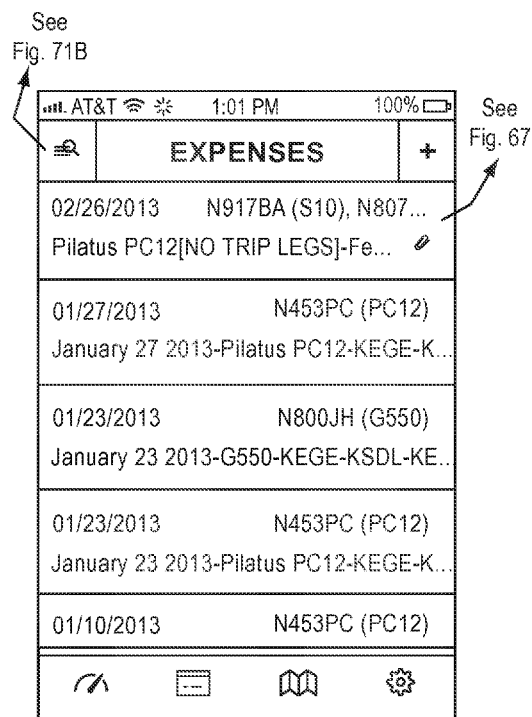 See
Fig. 71B
AT&T 1:01 PM 100%
See
Fig. 67
EXPENSES +
02/26/2013 N917BA (S10), N807...
Pilatus PC12[NO TRIP LEGS]-Fe...
01/27/2013 N453PC (PC12)
January 27 2013-Pilatus PC12-KEGE-K...
01/23/2013 N800JH (G550)
January 23 2013-G550-KEGE-KSDL-KE...
01/23/2013 N453PC (PC12)
January 23 2013-Pilatus PC12-KEGE-K...
01/10/2013 N453PC (PC12)